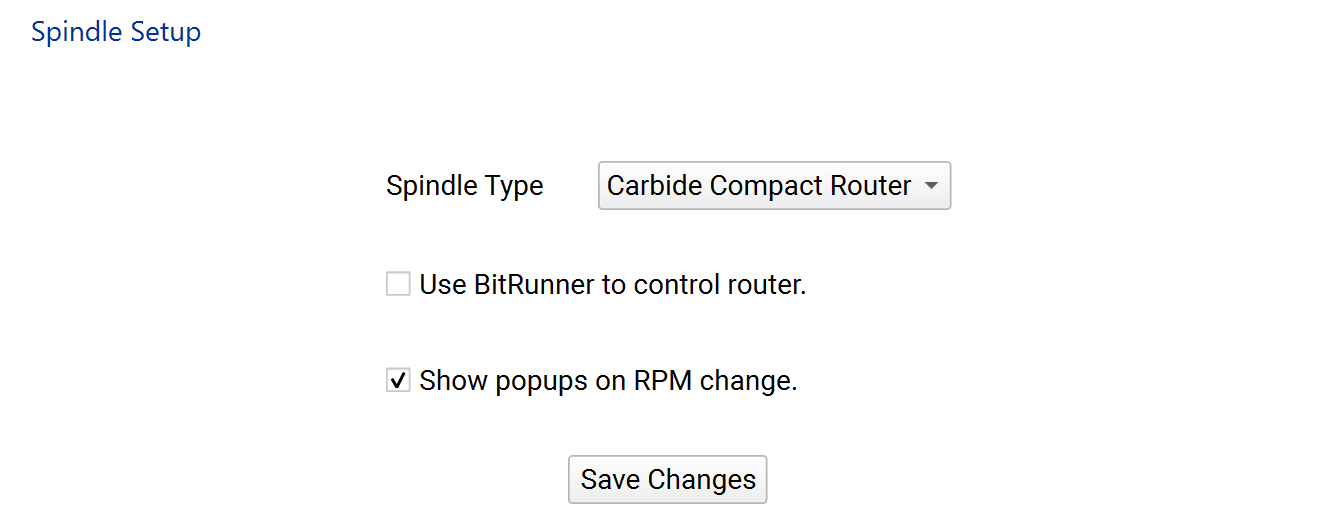 Spindle Setup
Spindle Type Carbide Compact Router
Use BitRunner to control router.
Show popups on RPM change.
Save Changes